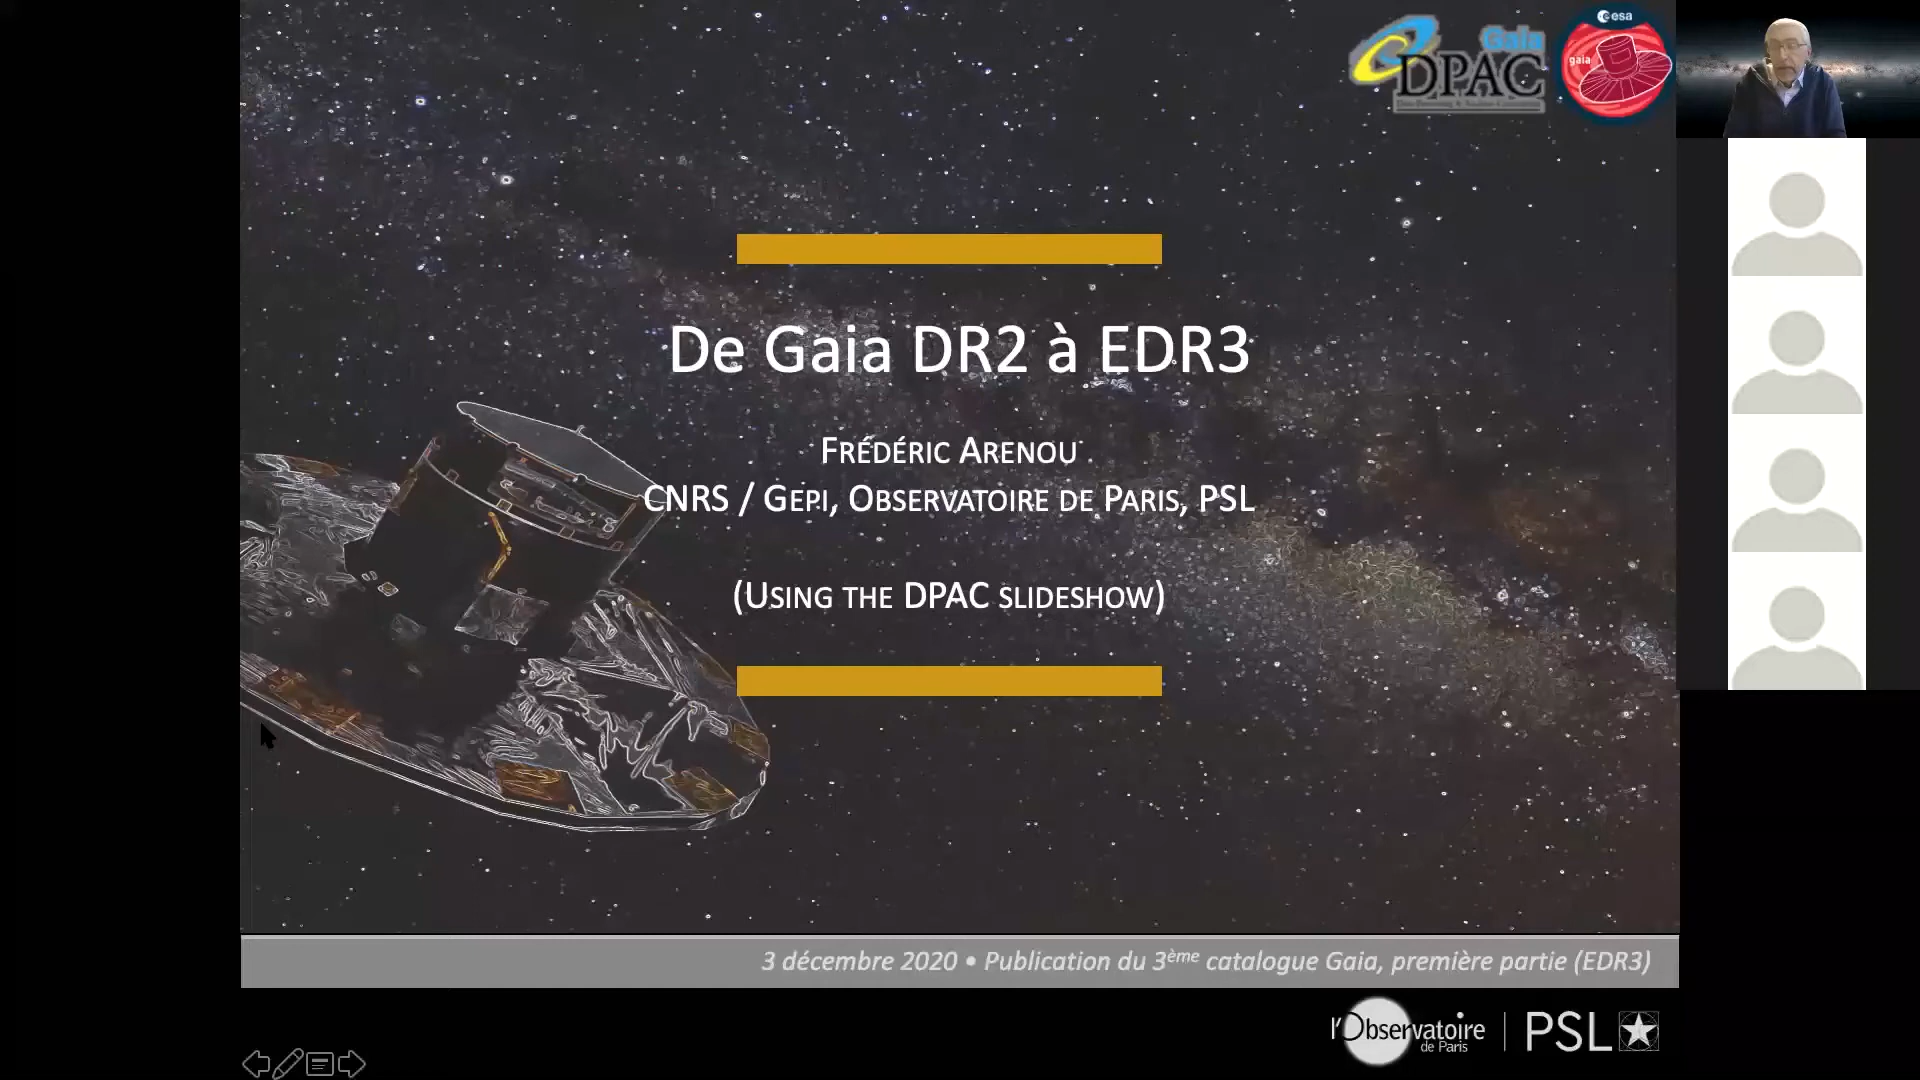 Gaia
DPAC
esa
gaia
De Gaia DR2 à EDR3
Frédéric Arenou
CNRS / Gepi, Observatoire de Paris, PSL
(Using the DPAC slideshow)
3 décembre 2020 • Publication du 3ème catalogue Gaia, première partie (EDR3)
l'Observatoire
de Paris
PSL